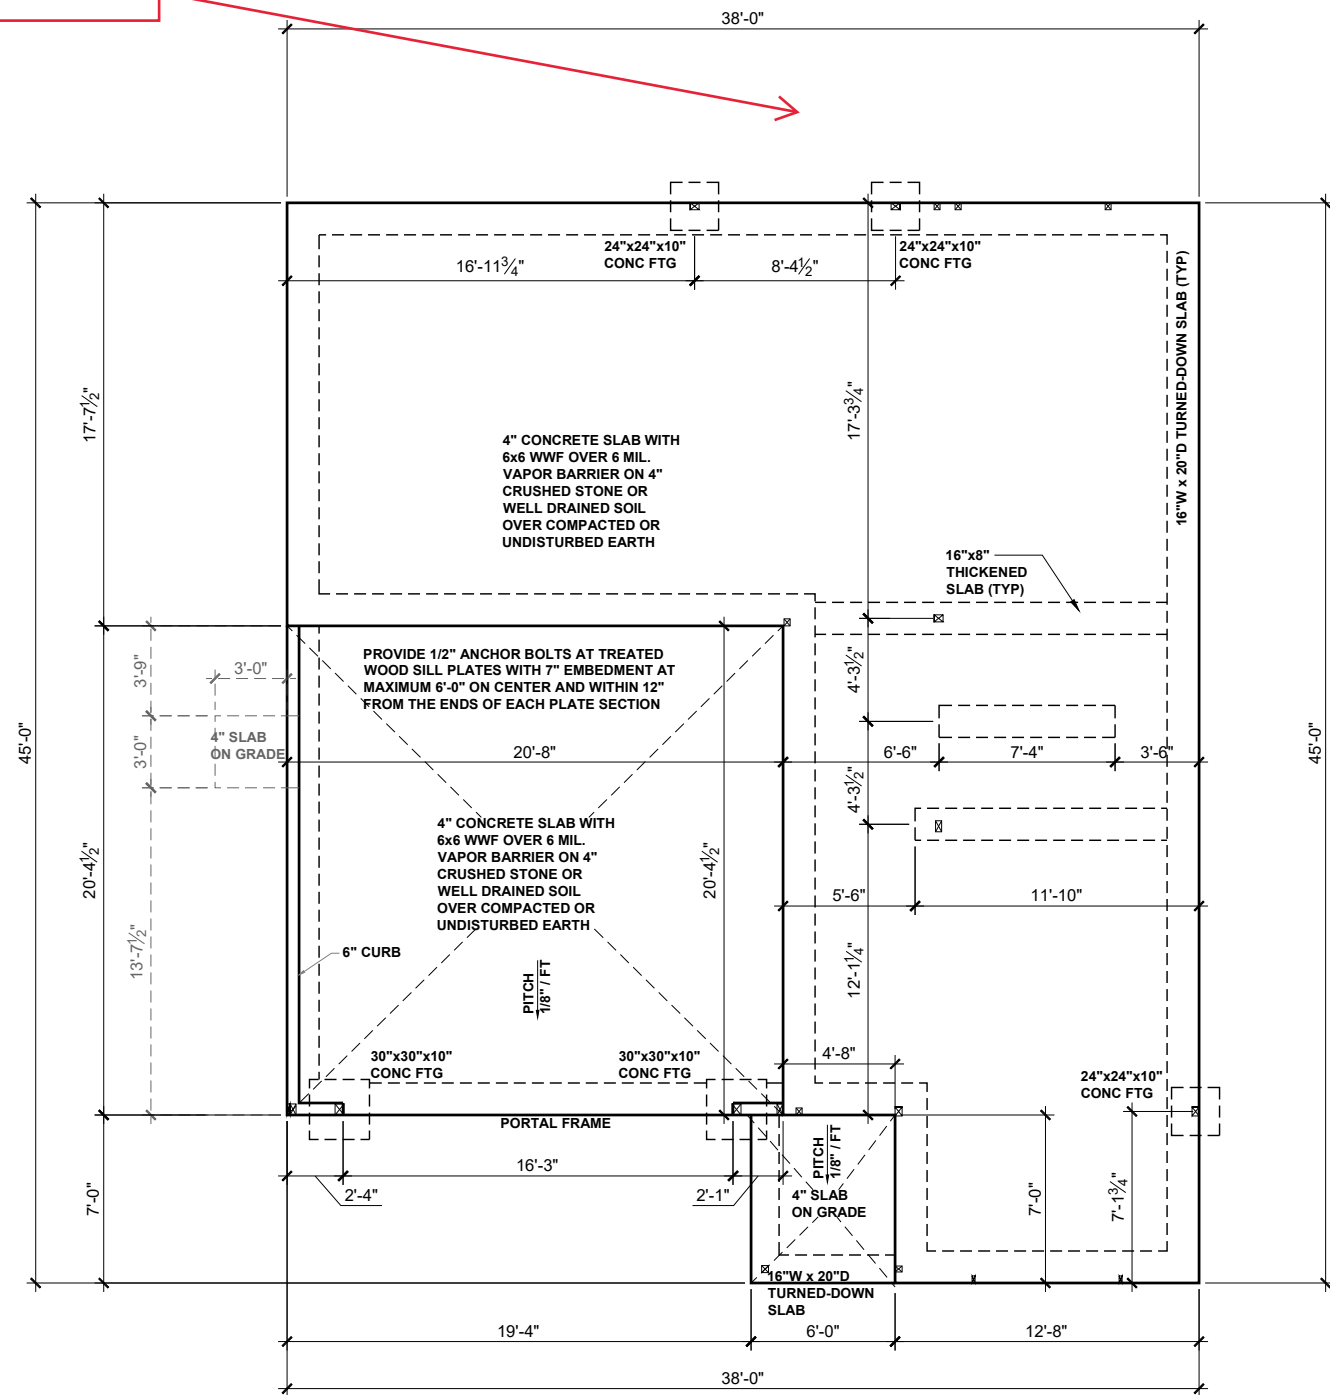 38'-0"
24"x24"x10"
CONC FTG
24"x24"x10"
CONC FTG
16'-11¾"
8'-4½"
16"W x 20"D TURNED-DOWN SLAB (TYP)
17'-7½"
17'-3¾"
4" CONCRETE SLAB WITH
6x6 WWF OVER 6 MIL.
VAPOR BARRIER ON 4"
CRUSHED STONE OR
WELL DRAINED SOIL
OVER COMPACTED OR
UNDISTURBED EARTH
16"x8"
THICKENED
SLAB (TYP)
PROVIDE 1/2" ANCHOR BOLTS AT TREATED
WOOD SILL PLATES WITH 7" EMBEDMENT AT
MAXIMUM 6'-0" ON CENTER AND WITHIN 12"
FROM THE ENDS OF EACH PLATE SECTION
3'-9"
3'-0"
4'-3½"
45'-0"
3'-0"
4" SLAB
ON GRADE
20'-8"
6'-6"
7'-4"
3'-6"
45'-0"
4'-3½"
4" CONCRETE SLAB WITH
6x6 WWF OVER 6 MIL.
VAPOR BARRIER ON 4"
CRUSHED STONE OR
WELL DRAINED SOIL
OVER COMPACTED OR
UNDISTURBED EARTH
20'-4½"
20'-4½"
5'-6"
11'-10"
13'-7½"
6" CURB
12'-1¼"
PITCH
1/8" / FT
30"x30"x10"
CONC FTG
30"x30"x10"
CONC FTG
4'-8"
24"x24"x10"
CONC FTG
PORTAL FRAME
PITCH
1/8" / FT
16'-3"
2'-4"
2'-1"
4" SLAB
ON GRADE
7'-0"
7'-0"
7'-1¾"
16"W x 20"D
TURNED-DOWN
SLAB
19'-4"
6'-0"
12'-8"
38'-0"